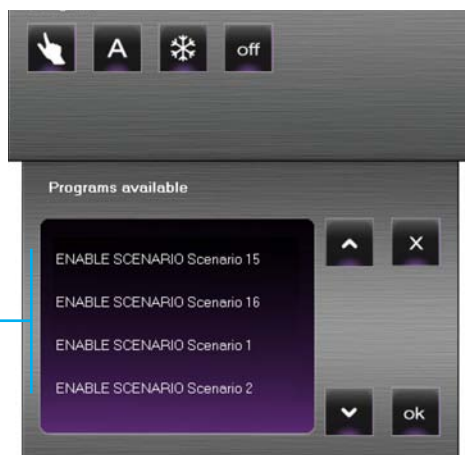 A
off
Programs available
X
ENABLE SCENARIO Scenario 15
ENABLE SCENARIO Scenario 16
ENABLE SCENARIO Scenario 1
ENABLE SCENARIO Scenario 2
ok